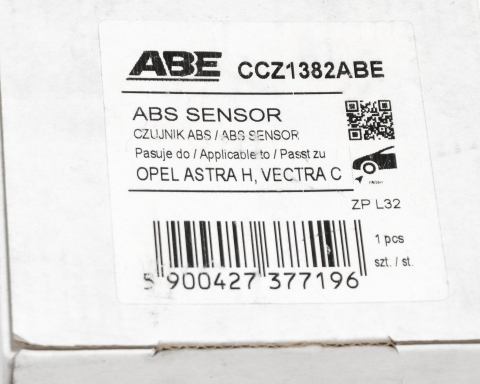 ABE CCZ1382ABE
ABS SENSOR
CZUJNIK ABS / ABS SENSOR
Pasuje do / Applicable to / Passt zu
OPEL ASTRA H, VECTRA C
ZP L32
1 pcs
szt. / st.
5 900427 377196